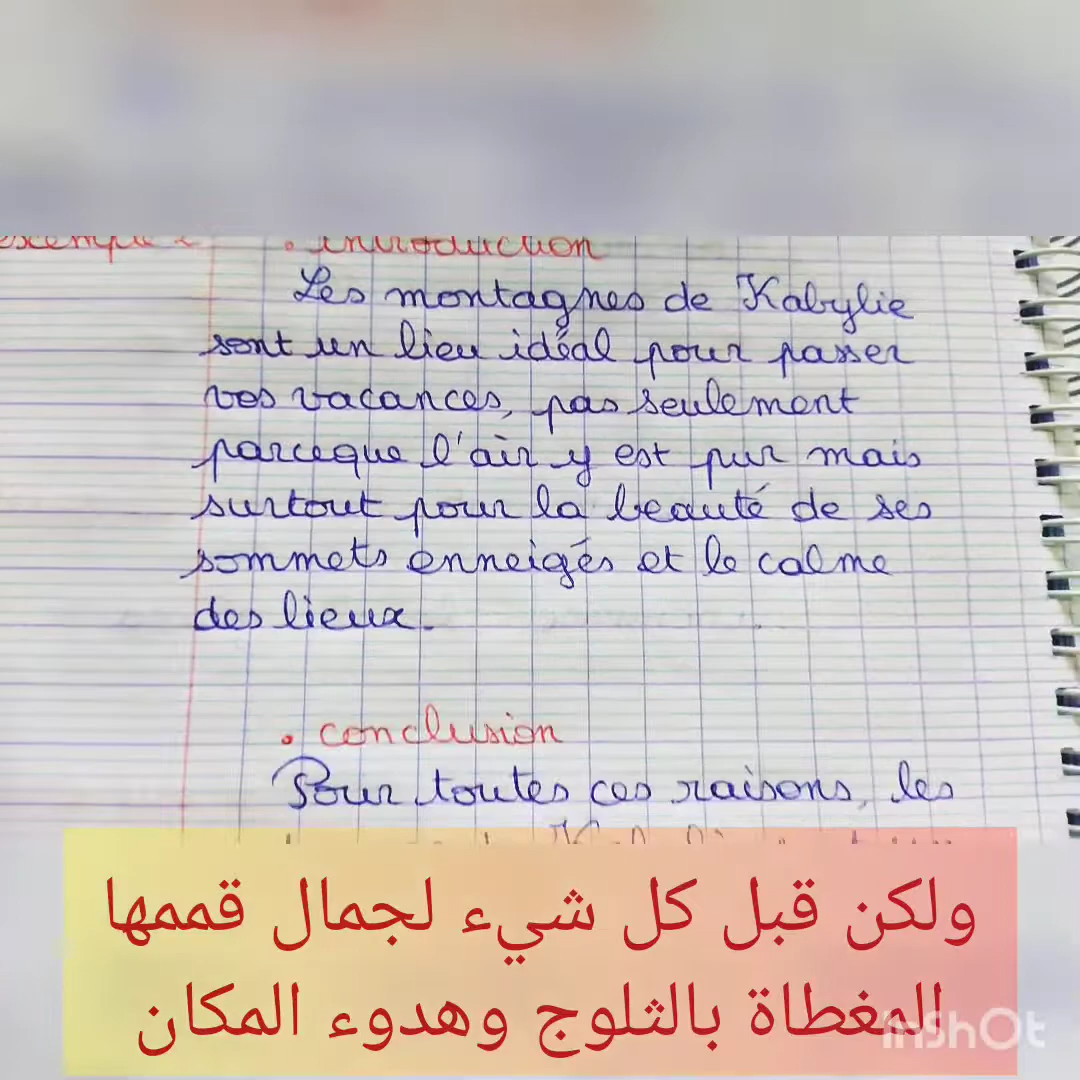 exemple
• introduction
Les montagnes de Kabylie
sont un lieu idéal pour passer
vos vacances, pas seulement
parceque l'air y est pur mais
surtout pour la beauté de ses
sommets enneigés et le calme
des lieux.
• conclusion
Pour toutes ces raisons, les
ولكن قبل كل شيء لجمال قممها
المغطاة بالثلوج وهدوء المكان
InShOt